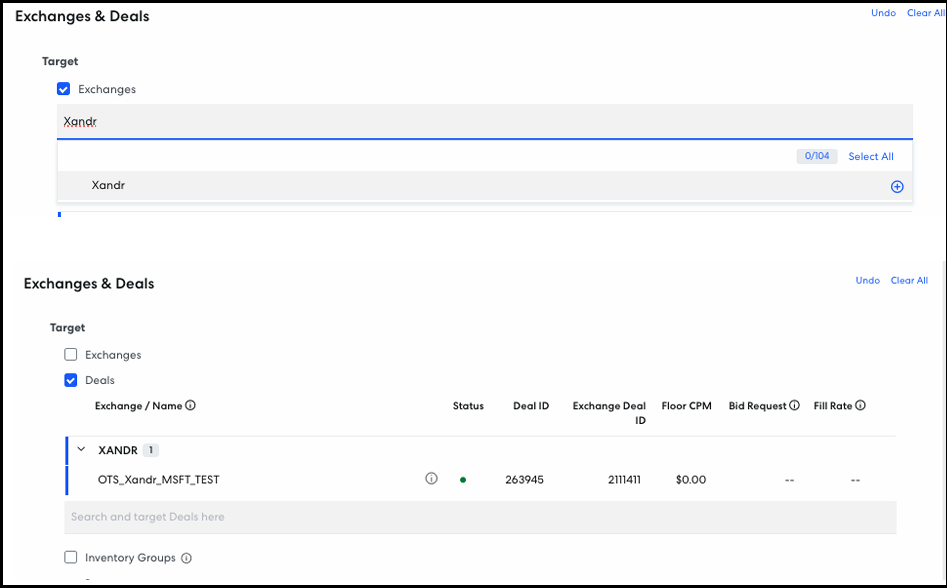 Exchanges & Deals
Undo Clear All
Target
Exchanges
Xandr
0/104 Select All
Xandr
Exchanges & Deals
Undo Clear All
Target
Exchanges
Deals
Exchange / Name Status Deal ID Exchange Deal ID Floor CPM Bid Request Fill Rate
XANDR 1
OTS_Xandr_MSFT_TEST 263945 2111411 $0.00 -- --
Search and target Deals here
Inventory Groups